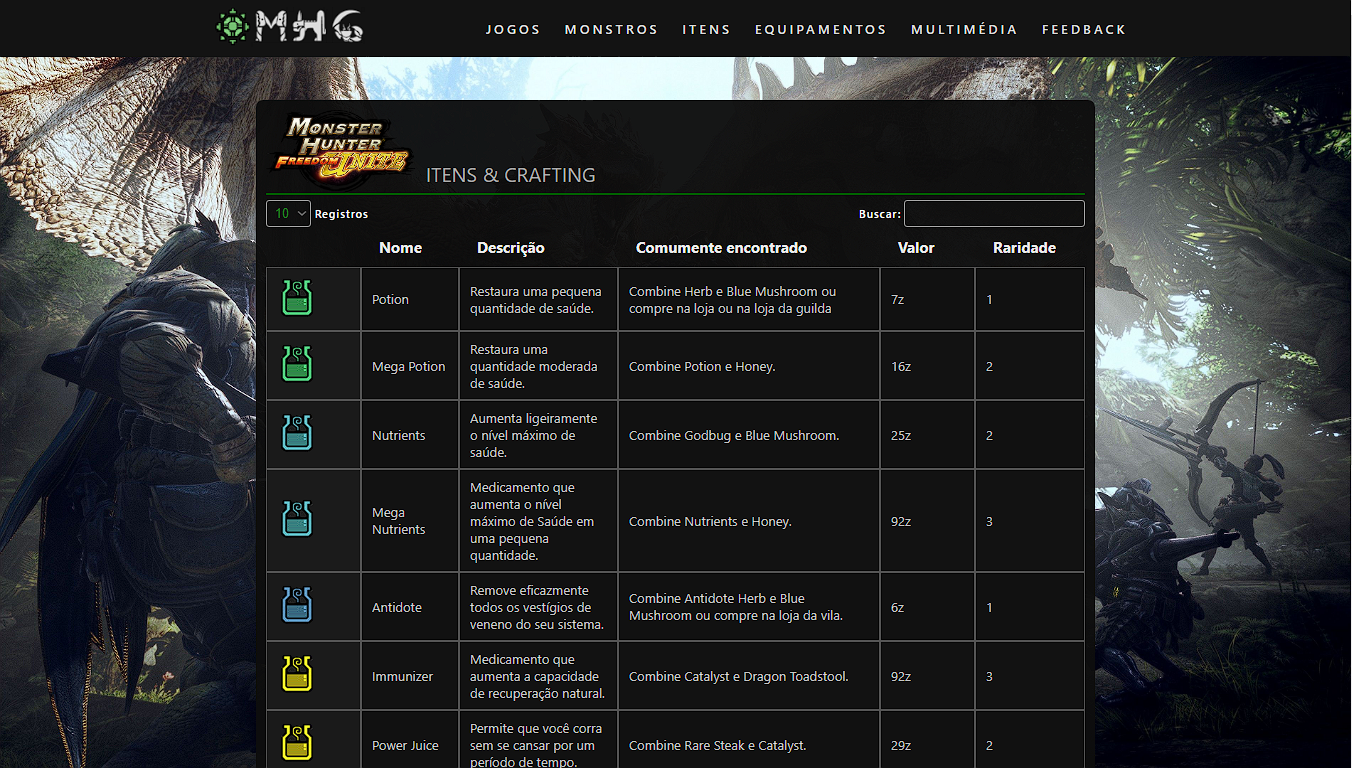 MHG
JOGOS MONSTROS ITENS EQUIPAMENTOS MULTIMÉDIA FEEDBACK
MONSTER
HUNTER
FREEDOM UNITE
ITENS & CRAFTING
10 Registros Buscar:
Nome Descrição Comumente encontrado Valor Raridade
Potion
Restaura uma pequena
quantidade de saúde.
Combine Herb e Blue Mushroom ou
compre na loja ou na loja da guilda
7z
1
Mega Potion
Restaura uma
quantidade moderada
de saúde.
Combine Potion e Honey.
16z
2
Nutrients
Aumenta ligeiramente
o nível máximo de
saúde.
Combine Godbug e Blue Mushroom.
25z
2
Mega
Nutrients
Medicamento que
aumenta o nível
máximo de Saúde em
uma pequena
quantidade.
Combine Nutrients e Honey.
92z
3
Antidote
Remove eficazmente
todos os vestígios de
veneno do seu sistema.
Combine Antidote Herb e Blue
Mushroom ou compre na loja da vila.
6z
1
Immunizer
Medicamento que
aumenta a capacidade
de recuperação natural.
Combine Catalyst e Dragon Toadstool.
92z
3
Power Juice
Permite que você corra
sem se cansar por um
período de tempo.
Combine Rare Steak e Catalyst.
29z
2